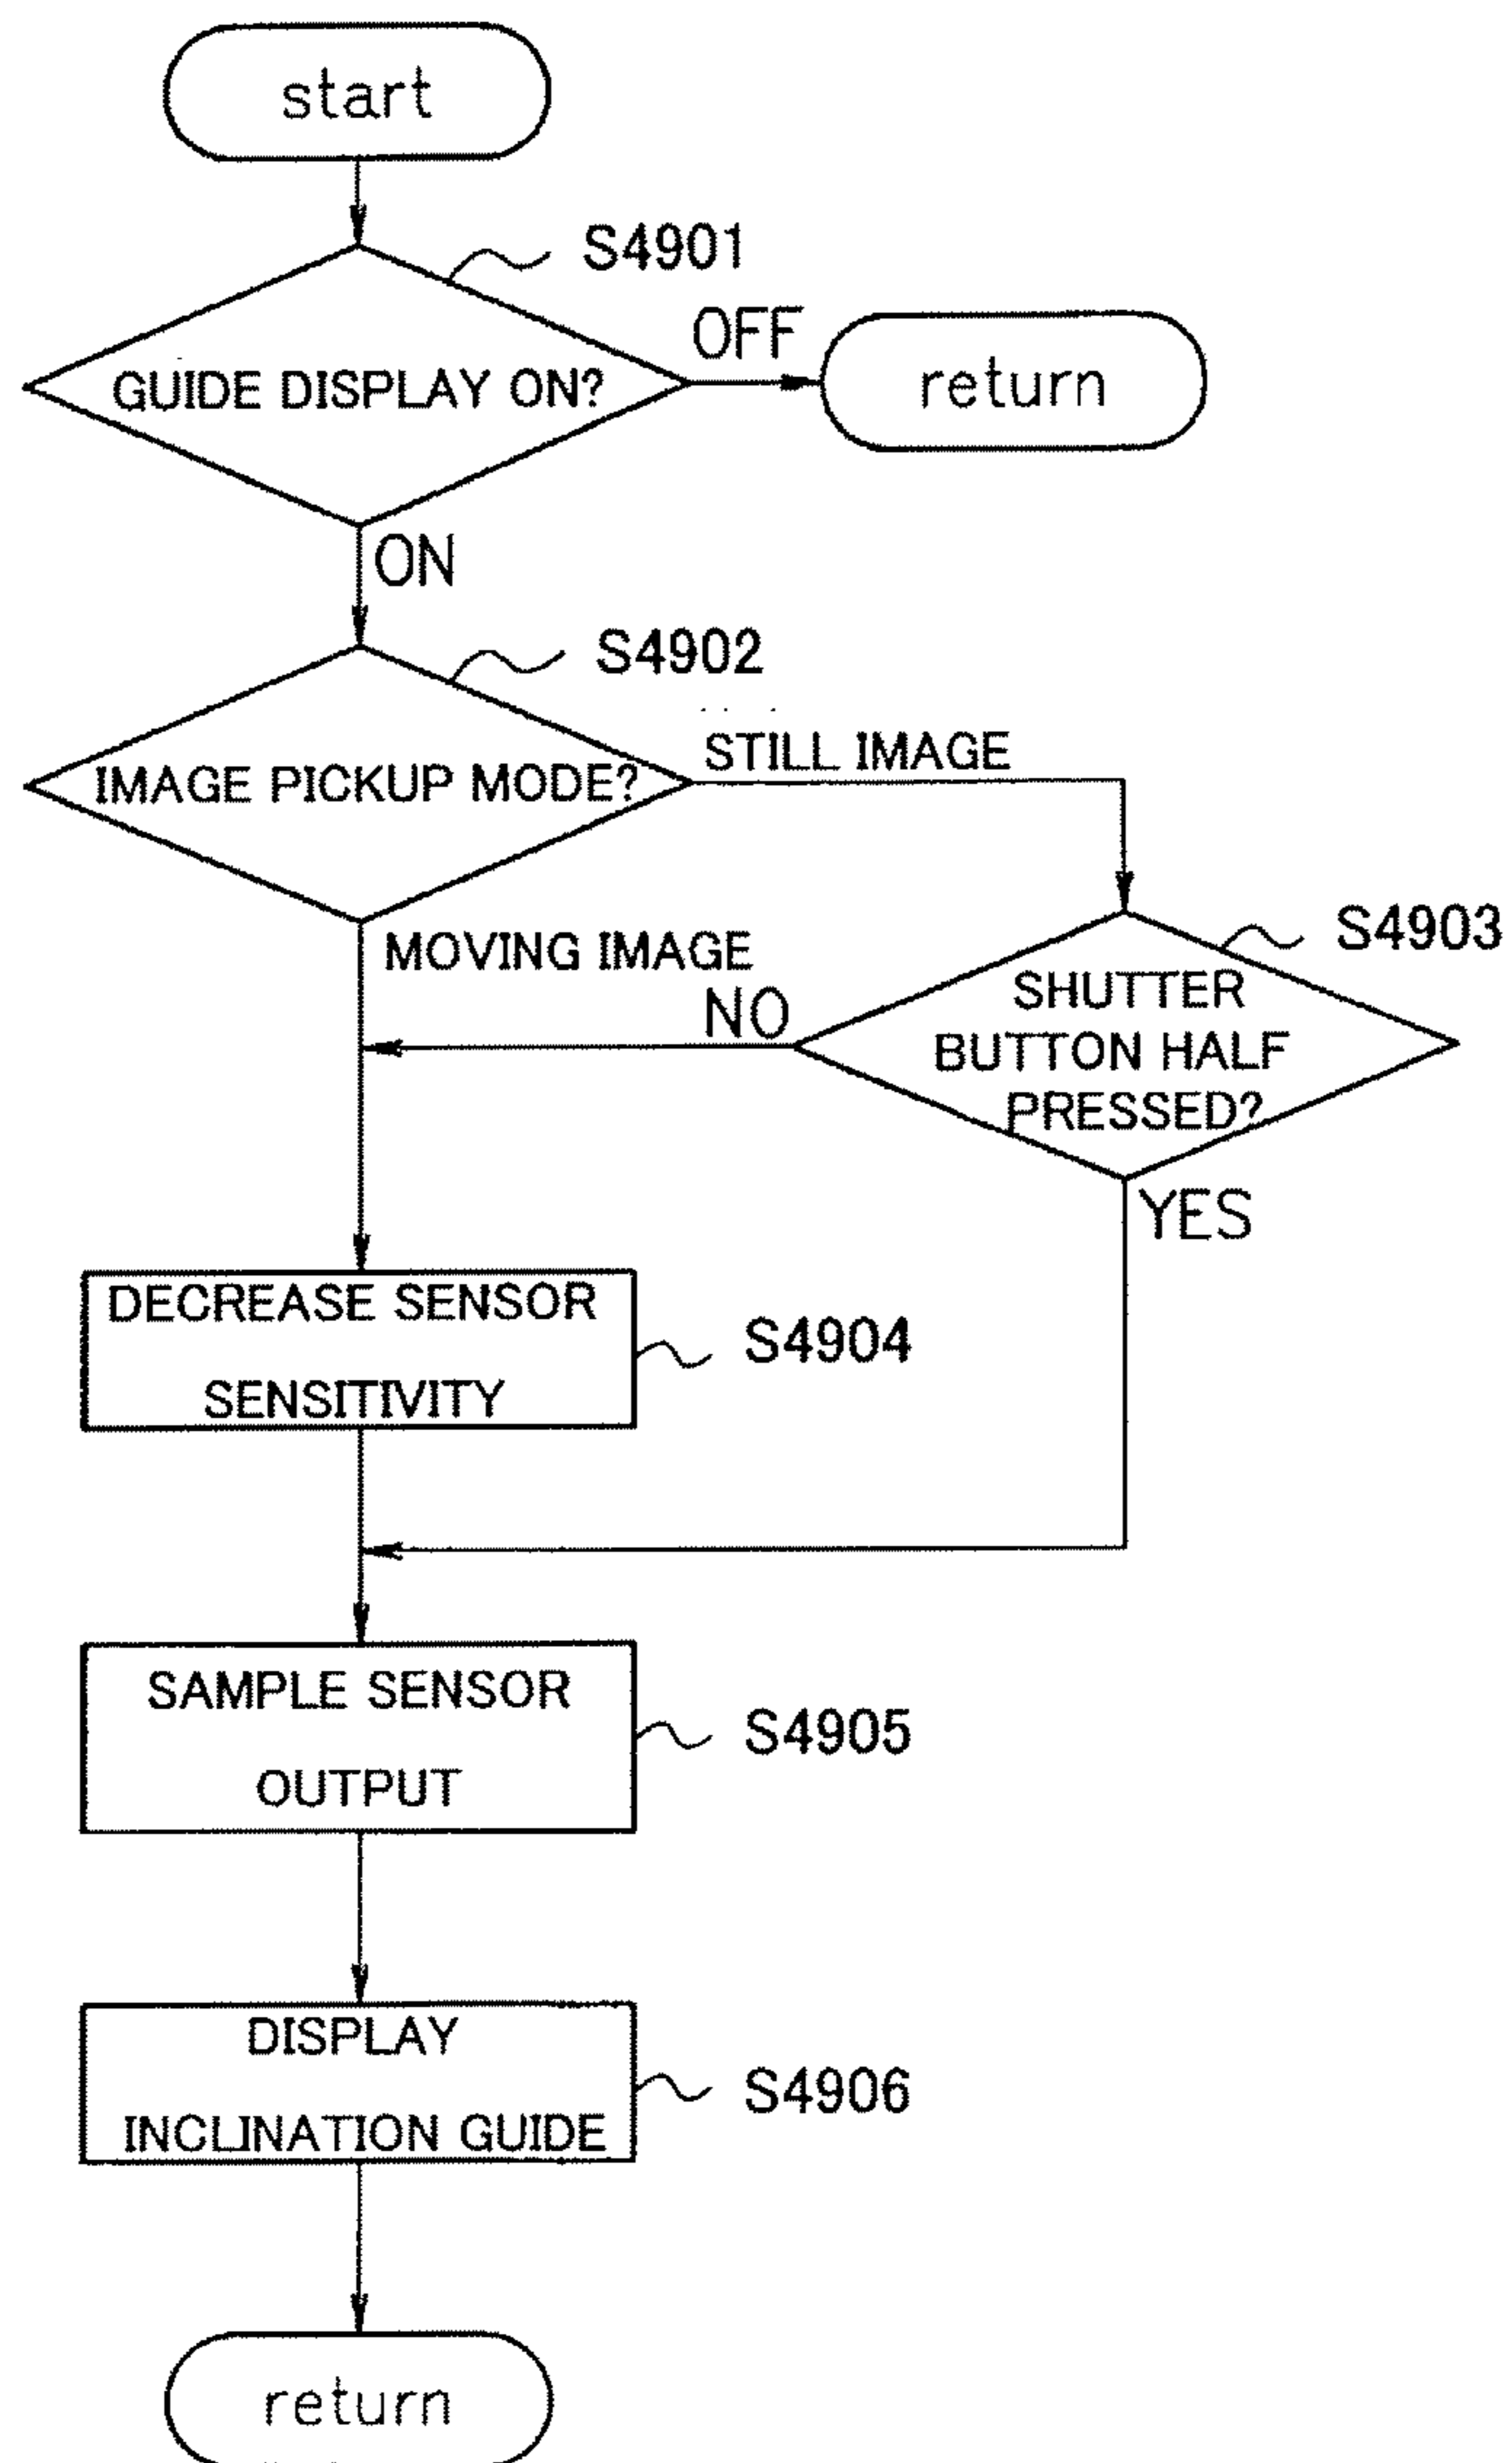 start
S4901
GUIDE DISPLAY ON?
OFF
return
ON
S4902
IMAGE PICKUP MODE?
STILL IMAGE
MOVING IMAGE
S4903
SHUTTER
BUTTON HALF
PRESSED?
NO
YES
DECREASE SENSOR
SENSITIVITY
S4904
SAMPLE SENSOR
OUTPUT
S4905
DISPLAY
INCLINATION GUIDE
S4906
return